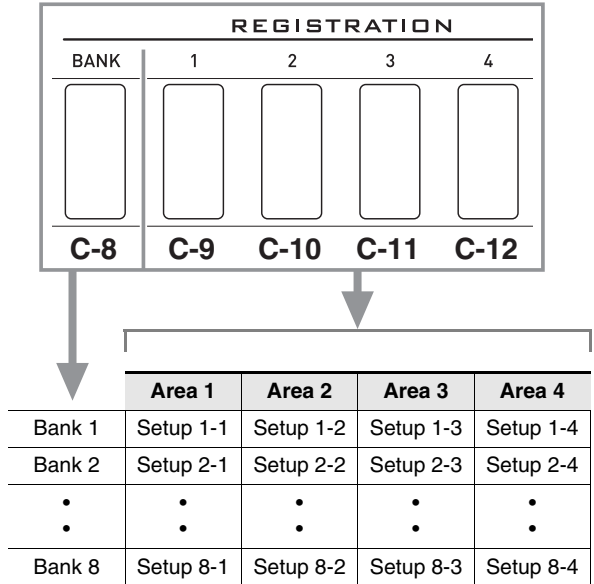 REGISTRATION
BANK 1 2 3 4
C-8 C-9 C-10 C-11 C-12
Area 1 Area 2 Area 3 Area 4
Bank 1 Setup 1-1 Setup 1-2 Setup 1-3 Setup 1-4
Bank 2 Setup 2-1 Setup 2-2 Setup 2-3 Setup 2-4
• • • • •
• • • • •
Bank 8 Setup 8-1 Setup 8-2 Setup 8-3 Setup 8-4